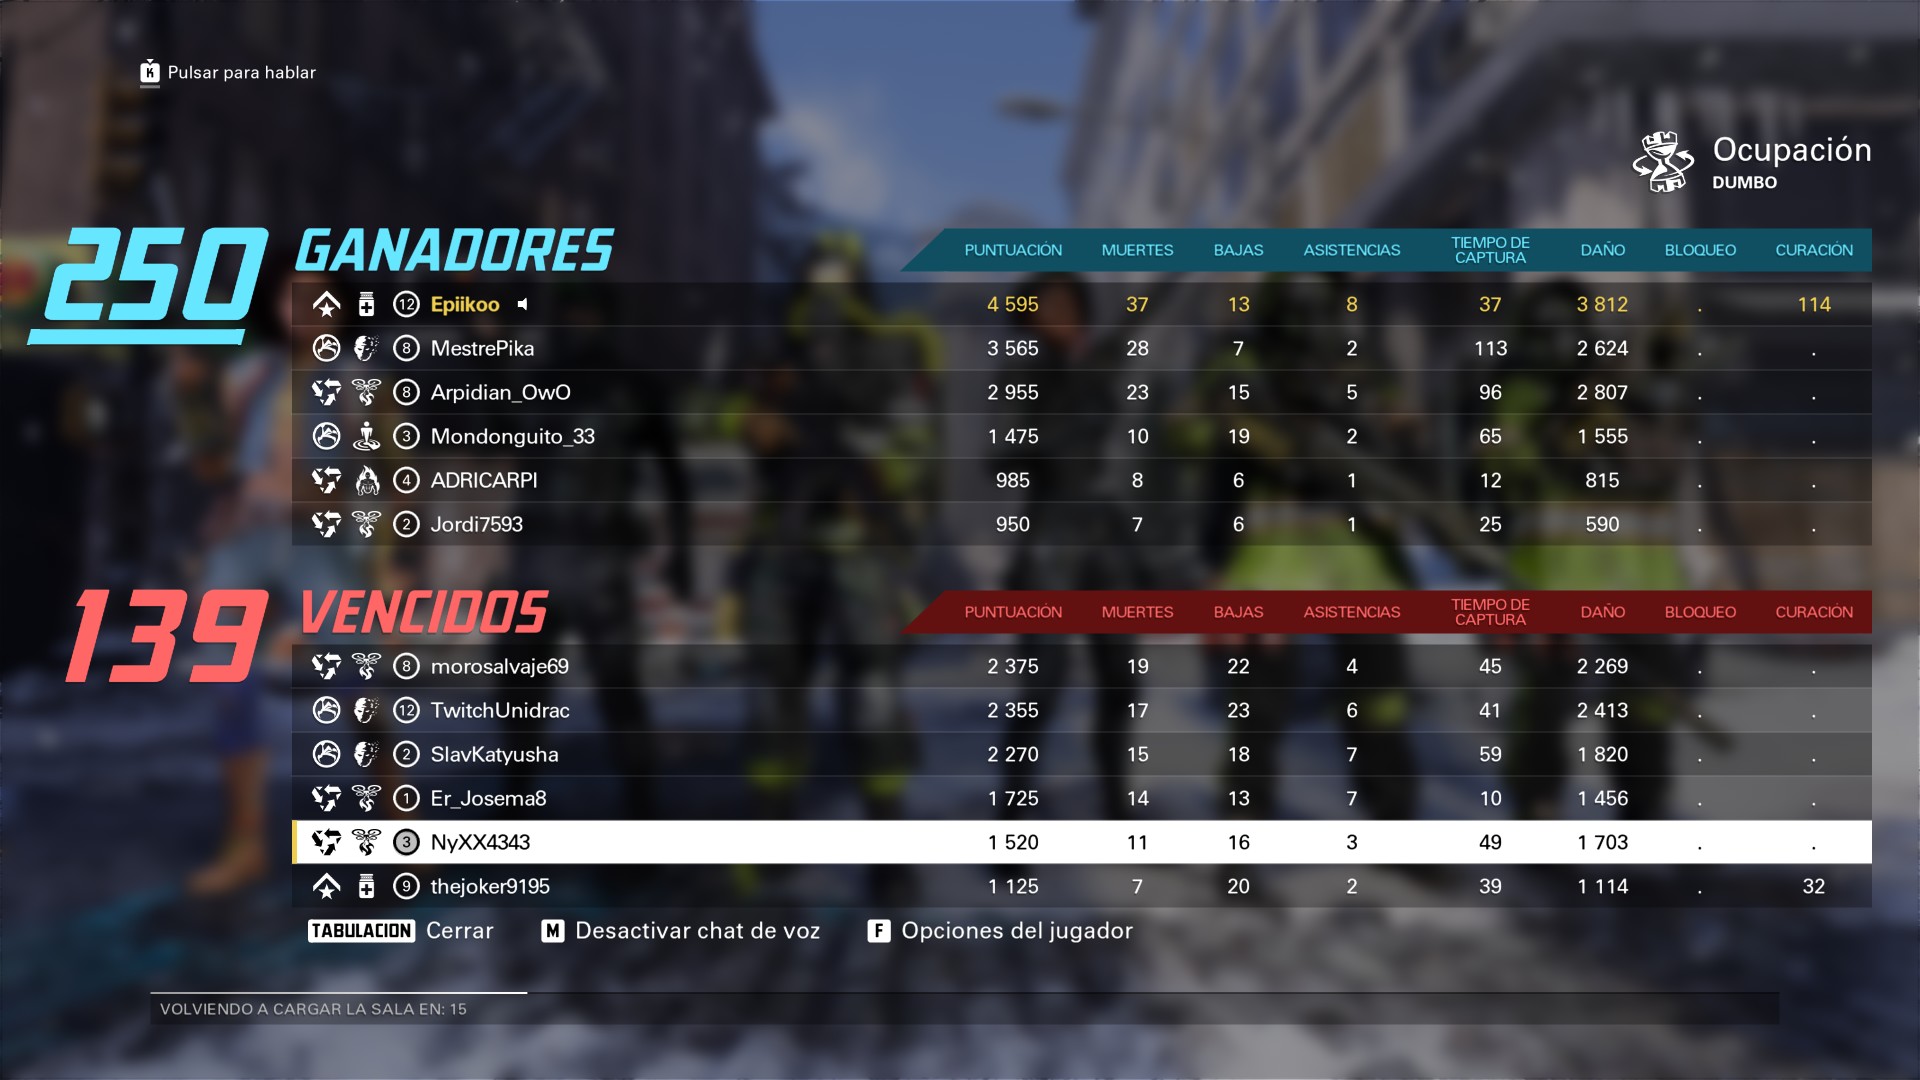 K Pulsar para hablar
Ocupación
DUMBO
250 GANADORES
PUNTUACIÓN MUERTES BAJAS ASISTENCIAS TIEMPO DE CAPTURA DAÑO BLOQUEO CURACIÓN
12 Epiikoo 4 595 37 13 8 37 3 812 . 114
8 MestrePika 3 565 28 7 2 113 2 624 . .
8 Arpidian_OwO 2 955 23 15 5 96 2 807 . .
3 Mondonguito_33 1 475 10 19 2 65 1 555 . .
4 ADRICARPI 985 8 6 1 12 815 . .
2 Jordi7593 950 7 6 1 25 590 . .
139 VENCIDOS
PUNTUACIÓN MUERTES BAJAS ASISTENCIAS TIEMPO DE CAPTURA DAÑO BLOQUEO CURACIÓN
8 morosalvaje69 2 375 19 22 4 45 2 269 . .
12 TwitchUnidrac 2 355 17 23 6 41 2 413 . .
2 SlavKatyusha 2 270 15 18 7 59 1 820 . .
1 Er_Josema8 1 725 14 13 7 10 1 456 . .
3 NyXX4343 1 520 11 16 3 49 1 703 . .
9 thejoker9195 1 125 7 20 2 39 1 114 . 32
TABULACION Cerrar M Desactivar chat de voz F Opciones del jugador
VOLVIENDO A CARGAR LA SALA EN: 15